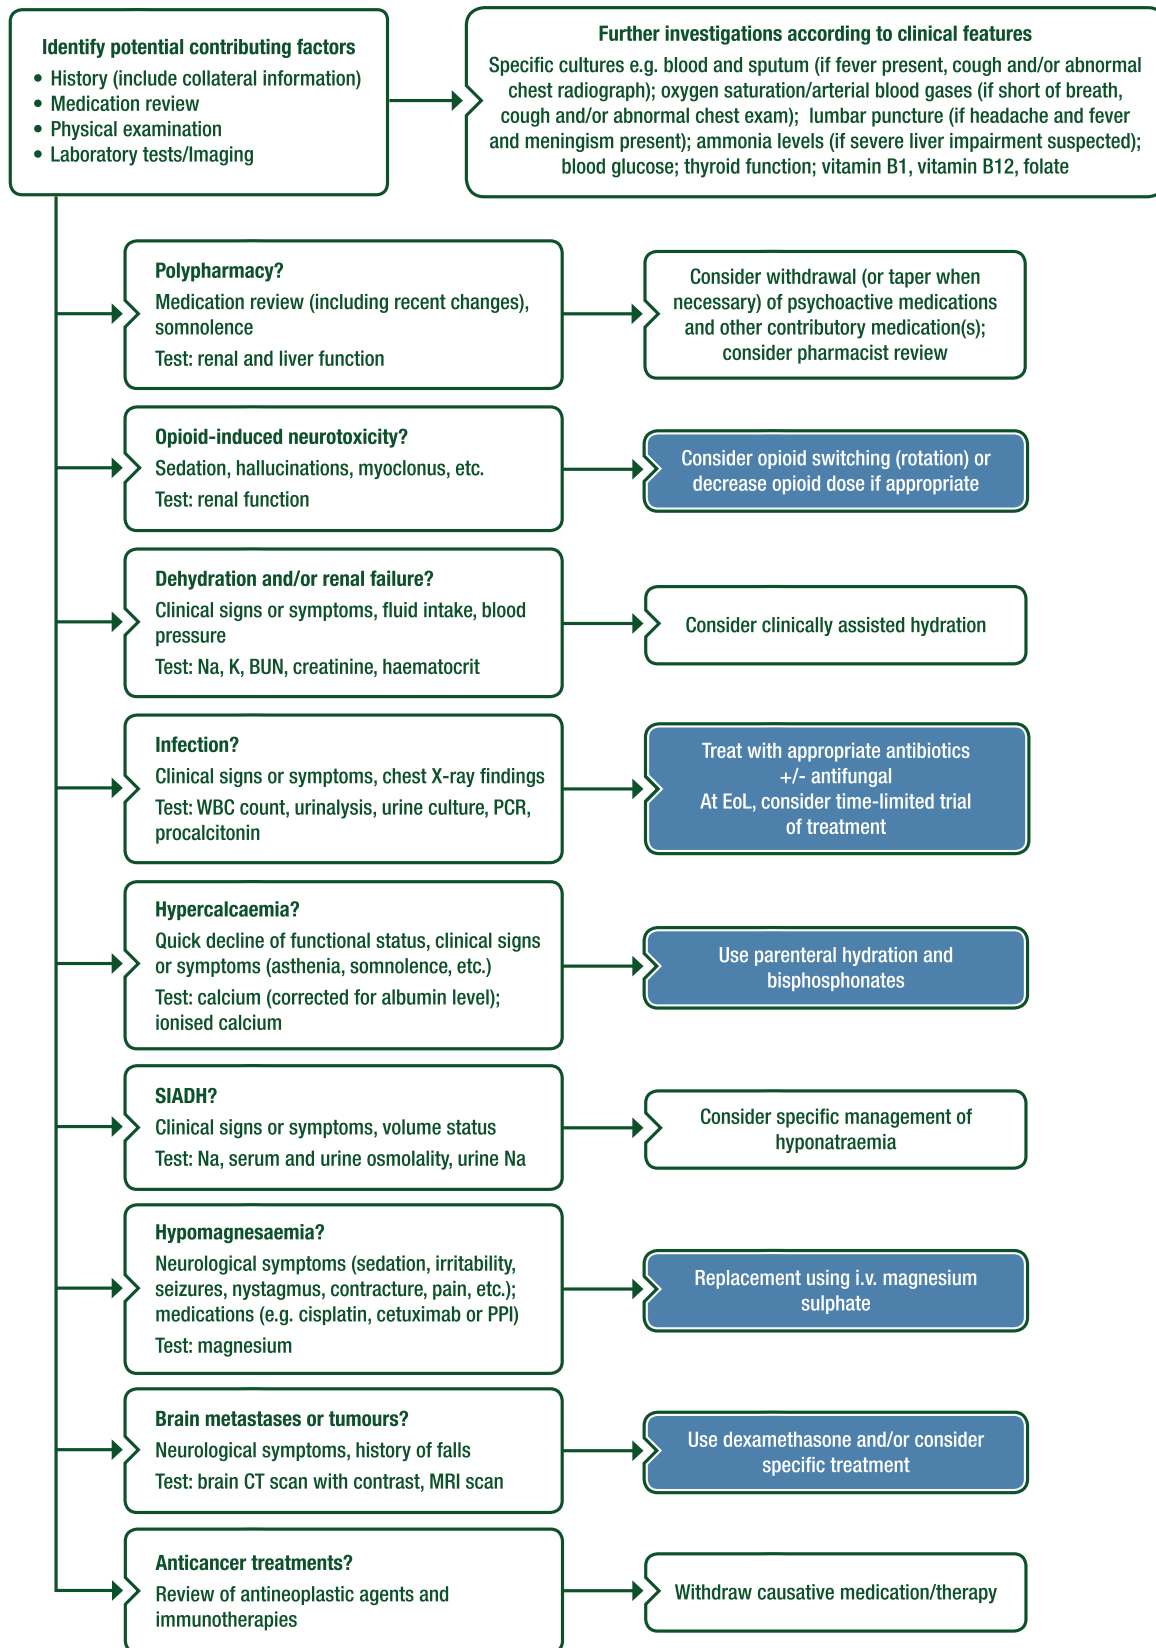 Identify potential contributing factors
• History (include collateral information)
• Medication review
• Physical examination
• Laboratory tests/Imaging
Further investigations according to clinical features
Specific cultures e.g. blood and sputum (if fever present, cough and/or abnormal
chest radiograph); oxygen saturation/arterial blood gases (if short of breath,
cough and/or abnormal chest exam); lumbar puncture (if headache and fever
and meningism present); ammonia levels (if severe liver impairment suspected);
blood glucose; thyroid function; vitamin B1, vitamin B12, folate
Polypharmacy?
Medication review (including recent changes),
somnolence
Test: renal and liver function
Consider withdrawal (or taper when
necessary) of psychoactive medications
and other contributory medication(s);
consider pharmacist review
Opioid-induced neurotoxicity?
Sedation, hallucinations, myoclonus, etc.
Test: renal function
Consider opioid switching (rotation) or
decrease opioid dose if appropriate
Dehydration and/or renal failure?
Clinical signs or symptoms, fluid intake, blood
pressure
Test: Na, K, BUN, creatinine, haematocrit
Consider clinically assisted hydration
Infection?
Clinical signs or symptoms, chest X-ray findings
Test: WBC count, urinalysis, urine culture, PCR,
procalcitonin
Treat with appropriate antibiotics
+/- antifungal
At EoL, consider time-limited trial
of treatment
Hypercalcaemia?
Quick decline of functional status, clinical signs
or symptoms (asthenia, somnolence, etc.)
Test: calcium (corrected for albumin level);
ionised calcium
Use parenteral hydration and
bisphosphonates
SIADH?
Clinical signs or symptoms, volume status
Test: Na, serum and urine osmolality, urine Na
Consider specific management of
hyponatraemia
Hypomagnesaemia?
Neurological symptoms (sedation, irritability,
seizures, nystagmus, contracture, pain, etc.);
medications (e.g. cisplatin, cetuximab or PPI)
Test: magnesium
Replacement using i.v. magnesium
sulphate
Brain metastases or tumours?
Neurological symptoms, history of falls
Test: brain CT scan with contrast, MRI scan
Use dexamethasone and/or consider
specific treatment
Anticancer treatments?
Review of antineoplastic agents and
immunotherapies
Withdraw causative medication/therapy